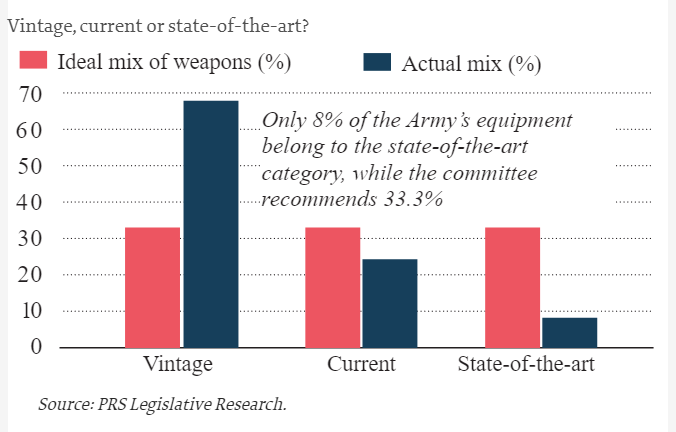 Vintage, current or state-of-the-art?
Ideal mix of weapons (%)
Actual mix (%)
70
60
50
40
30
20
10
0
Only 8% of the Army's equipment
belong to the state-of-the-art
category, while the committee
recommends 33.3%
Vintage
Current
State-of-the-art
Source: PRS Legislative Research.